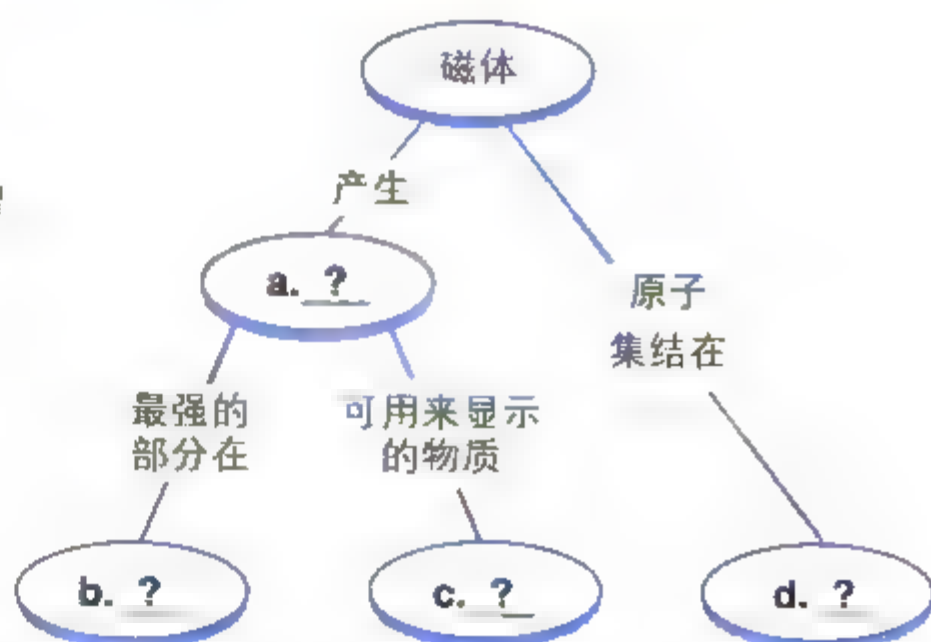 磁体
产生
a. ?
原子
集结在
最强的
部分在
可用来显示
的物质
b. ?
c. ?
d. ?